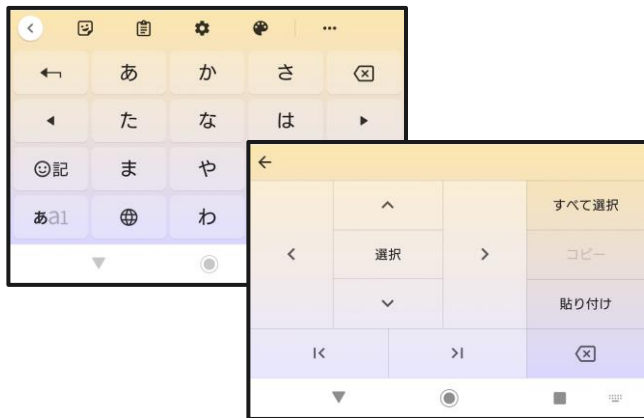 あ か さ
た な は
☺記 ま や
あa1 わ
すべて選択
選択 コピー
貼り付け